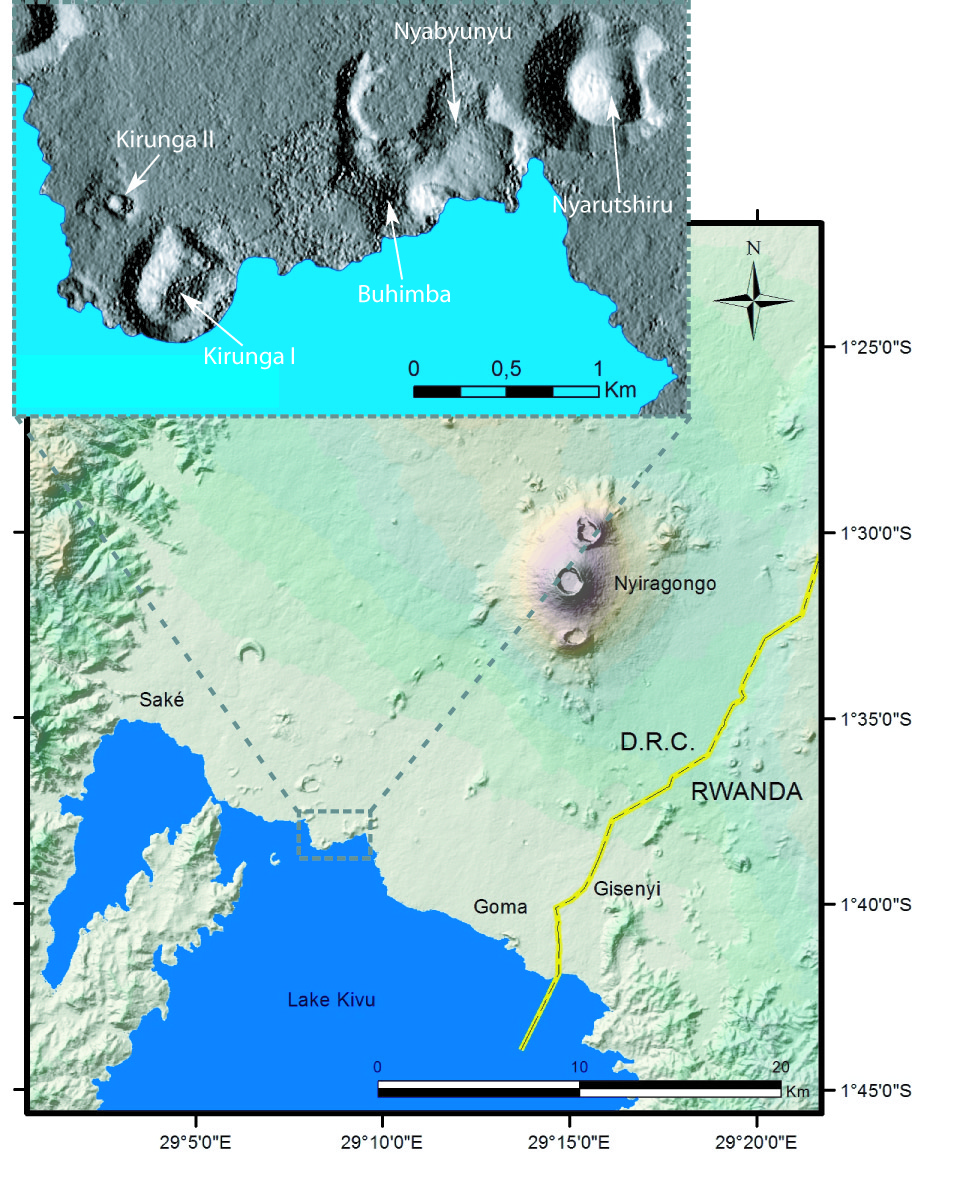 Nyabyunyu
Kirunga II
Nyarutshiru
Buhimba
Kirunga I
0 0,5 1
Km
N
1°25'0"S
1°30'0"S
Nyiragongo
Saké
1°35'0"S
D.R.C.
RWANDA
Gisenyi
Goma
1°40'0"S
Lake Kivu
0 10 20
Km
1°45'0"S
29°5'0"E 29°10'0"E 29°15'0"E 29°20'0"E